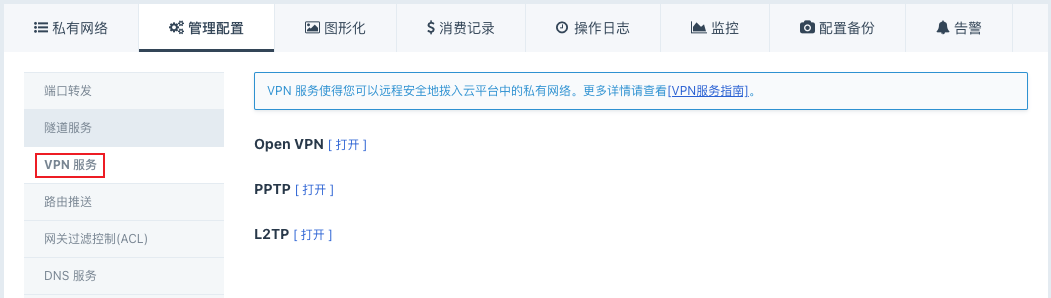 私有网络 管理配置 图形化 消费记录 操作日志 监控 配置备份 告警
端口转发
隧道服务
VPN 服务
路由推送
网关过滤控制(ACL)
DNS 服务
VPN 服务使得您可以远程安全地拨入云平台中的私有网络。更多详情请查看[VPN服务指南]。
Open VPN [ 打开 ]
PPTP [ 打开 ]
L2TP [ 打开 ]